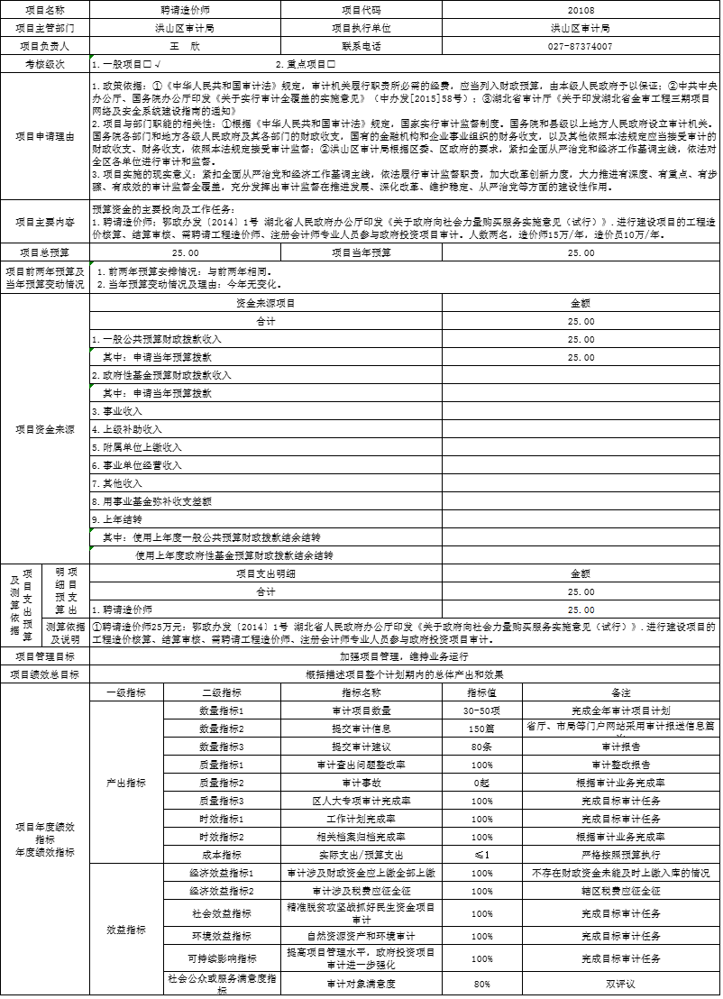 项目名称 聘请造价师 项目代码 20108
项目主管部门 洪山区审计局 项目执行单位 洪山区审计局
项目负责人 王 欣 联系电话 027-87374007
考核级次 1.一般项目□√ 2.重点项目□
项目申请理由
1.政策依据：①《中华人民共和国审计法》规定，审计机关履行职责所必需的经费，应当列入财政预算，由本级人民政府予以保证；②中共中央
办公厅、国务院办公厅印发《关于实行审计全覆盖的实施意见》（中办发[2015]58号）；③湖北省审计厅《关于印发湖北省金审工程三期项目
网络及安全系统建设指南的通知》
2.项目与部门职能的相关性：①根据《中华人民共和国审计法》规定，国家实行审计监督制度。国务院和县级以上地方人民政府设立审计机关。
国务院各部门和地方各级人民政府及其各部门的财政收支，国有的金融机构和企业事业组织的财务收支，以及其他依照本法规定应当接受审计的
财政收支、财务收支，依照本法规定接受审计监督；②洪山区审计局根据区委、区政府的要求，紧扣全面从严治党和经济工作基调主线，依法对
全区各单位进行审计和监督。
3.项目实施的现实意义：紧扣全面从严治党和经济工作基调主线，依法履行审计监督职责，加大改革创新力度，大力推进有深度、有重点、有步
骤、有成效的审计监督全覆盖，充分发挥出审计监督在推进发展、深化改革、维护稳定、从严治党等方面的建设性作用。
项目主要内容
预算资金的主要投向及工作任务：
1.聘请造价师；鄂政办发〔2014〕1号 湖北省人民政府办公厅印发《关于政府向社会力量购买服务实施意见（试行）》.进行建设项目的工程造
价核算、结算审核、需聘请工程造价师、注册会计师专业人员参与政府投资项目审计。人数两名，造价师15万/年，造价员10万/年。
项目总预算 25.00 项目当年预算 25.00
项目前两年预算及
当年预算变动情况
1.前两年预算安排情况：与前两年相同。
2.当年预算变动情况及理由：今年无变化。
项目资金来源
资金来源项目 金额
合计 25.00
1.一般公共预算财政拨款收入 25.00
其中：申请当年预算拨款 25.00
2.政府性基金预算财政拨款收入
其中：申请当年预算拨款
3.事业收入
4.上级补助收入
5.附属单位上缴收入
6.事业单位经营收入
7.其他收入
8.用事业基金弥补收支差额
9.上年结转
其中：使用上年度一般公共预算财政拨款结余结转
使用上年度政府性基金预算财政拨款结余结转
项目支出预算及测算依据
项目支出明细预算
项目支出明细 金额
合计 25.00
1.聘请造价师 25.00
测算依据
及说明
①聘请造价师25万元：鄂政办发〔2014〕1号 湖北省人民政府办公厅印发《关于政府向社会力量购买服务实施意见（试行）》.进行建设项目的
工程造价核算、结算审核、需聘请工程造价师、注册会计师专业人员参与政府投资项目审计。
项目管理目标 加强项目管理，维持业务运行
项目绩效总目标 概括描述项目整个计划期内的总体产出和效果
项目年度绩效
指标
年度绩效指标
一级指标 二级指标 指标名称 指标值 备注
产出指标
数量指标1 审计项目数量 30-50项 完成全年审计项目计划
数量指标2 提交审计信息 150篇 省厅、市局等门户网站采用审计报送信息篇
数量指标3 提交审计建议 80条 审计报告
质量指标1 审计查出问题整改率 100% 审计整改报告
质量指标2 审计事故 0起 根据审计业务完成率
质量指标3 区人大专项审计完成率 100% 完成目标审计任务
时效指标1 工作计划完成率 100% 完成目标审计任务
时效指标2 相关档案归档完成率 100% 根据审计业务完成率
成本指标 实际支出/预算支出 ≤1 严格按照预算执行
效益指标
经济效益指标1 审计涉及财政资金应上缴全部上缴 100% 不存在财政资金未能及时上缴入库的情况
经济效益指标2 审计涉及税费应征全征 100% 辖区税费应征全征
社会效益指标 精准脱贫攻坚战抓好民生资金项目
审计 100% 完成目标审计任务
环境效益指标 自然资源资产和环境审计 100% 完成目标审计任务
可持续影响指标 提高项目管理水平，政府投资项目
审计进一步强化 100% 完成目标审计任务
社会公众或服务满意度指
标 审计对象满意度 80% 双评议